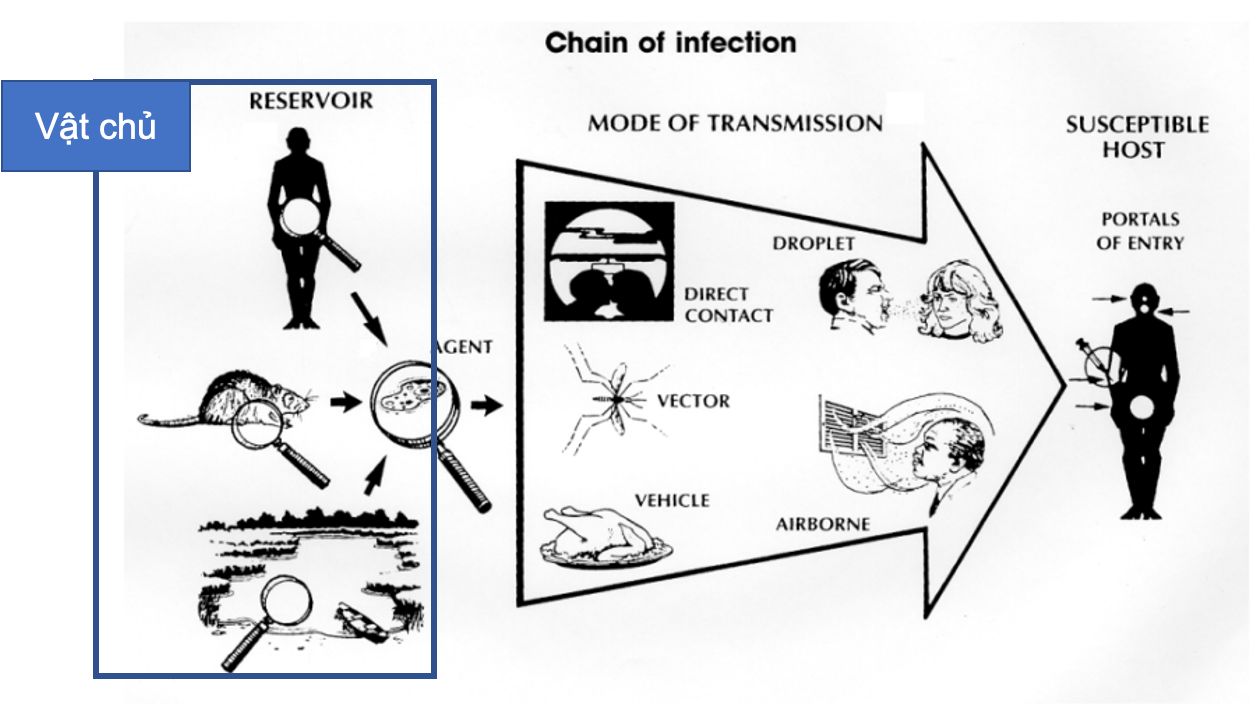 Chain of infection
Vật chủ
RESERVOIR
AGENT
MODE OF TRANSMISSION
DIRECT
CONTACT
DROPLET
VECTOR
VEHICLE
AIRBORNE
SUSCEPTIBLE
HOST
PORTALS
OF ENTRY